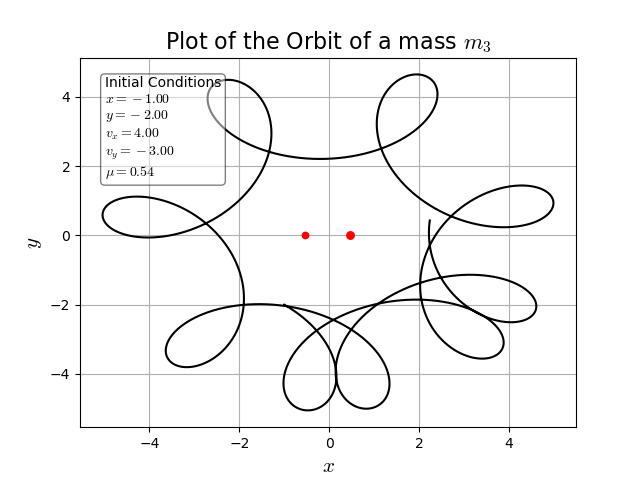 Plot of the Orbit of a mass m₃
Initial Conditions
x = −1.00
y = −2.00
vₓ = 4.00
v_y = −3.00
μ = 0.54
4
2
0
−2
−4
y
−4
−2
0
2
4
x